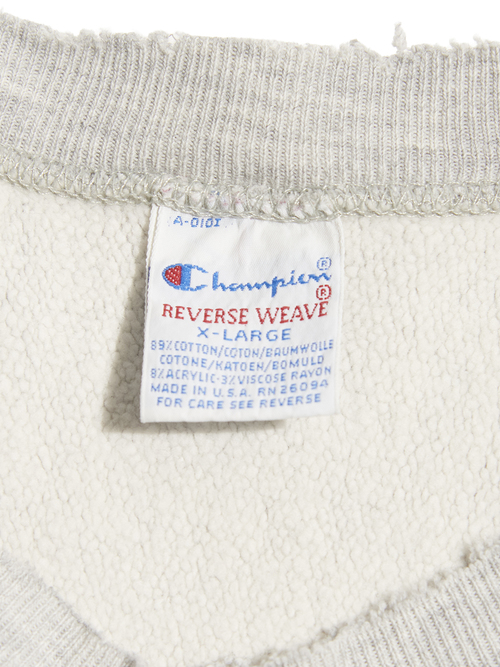 A-0101
Champion®
REVERSE WEAVE®
X-LARGE
89% COTTON/COTON/BAUMWOLLE
COTONE/KATOEN/BOMULD
8% ACRYLIC-3% VISCOSE RAYON
MADE IN U.S.A. RN 26094
FOR CARE SEE REVERSE